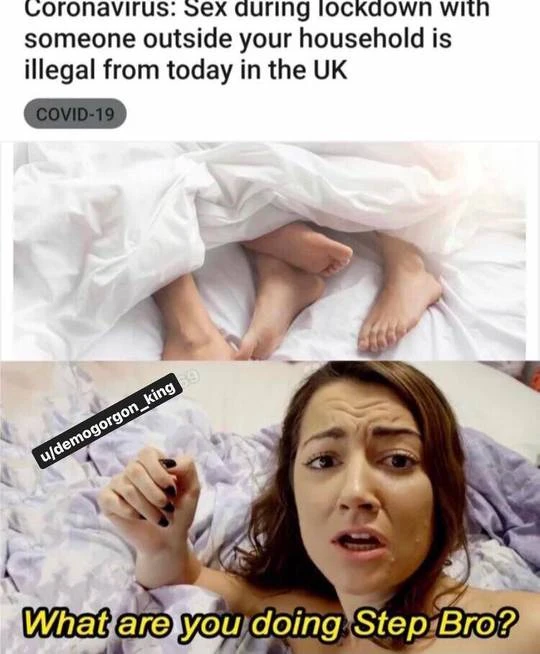 Coronavirus: Sex during lockdown with
someone outside your household is
illegal from today in the UK
COVID-19
u/demogorgon_king69
What are you doing Step Bro?